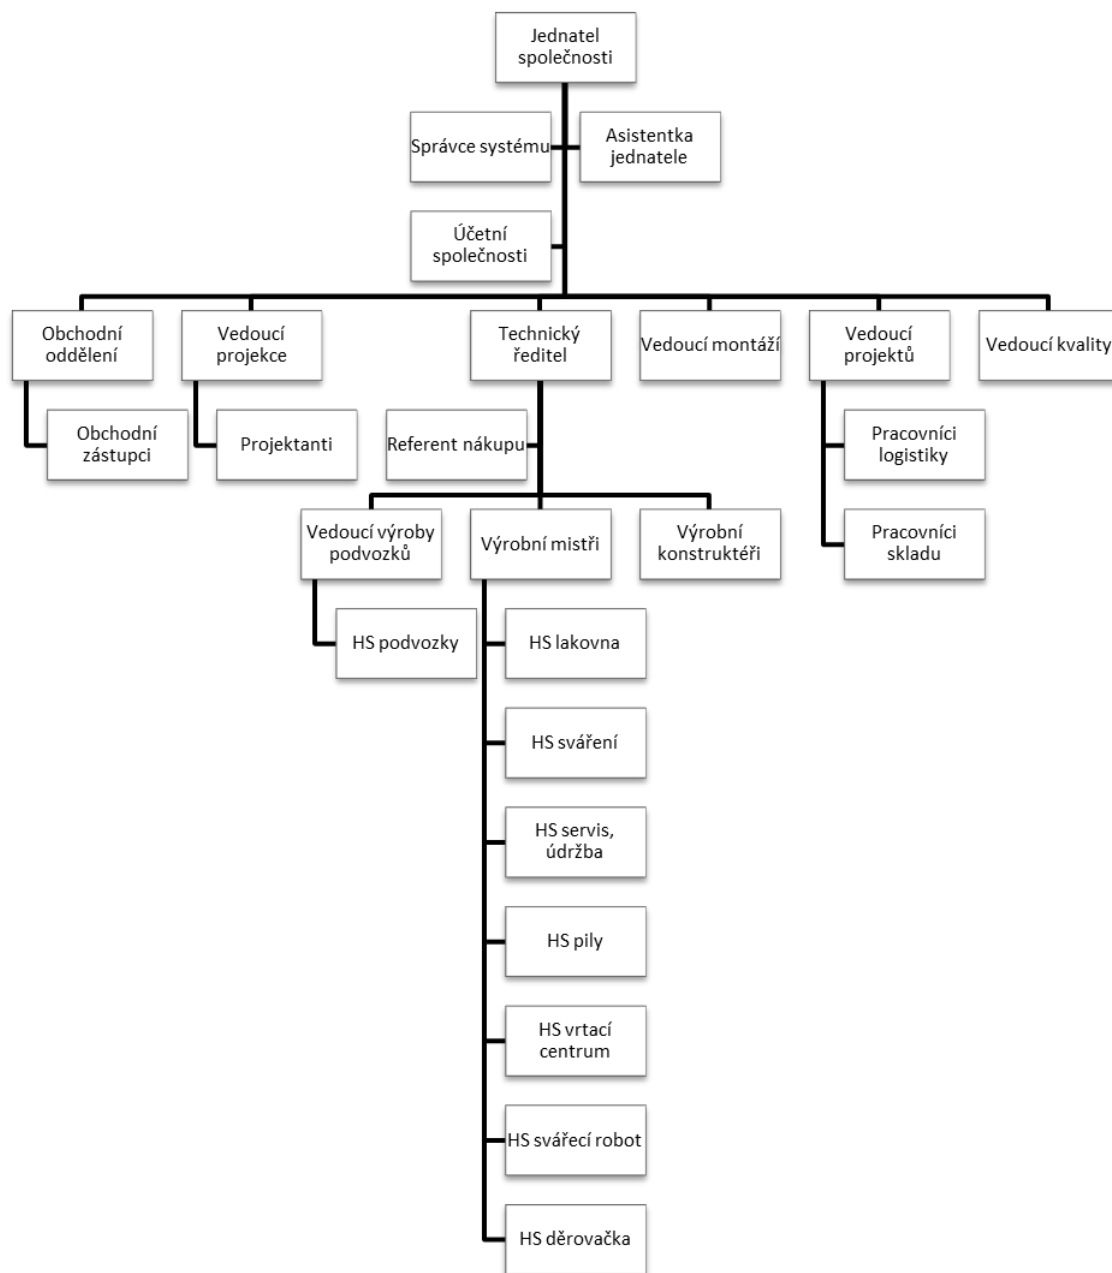 Jednatel
společnosti
Správce systému
Asistentka
jednatele
Účetní
společnosti
Obchodní
oddělení
Vedoucí
projekce
Technický
ředitel
Vedoucí montáží
Vedoucí
projektů
Vedoucí kvality
Obchodní
zástupci
Projektanti
Referent nákupu
Pracovníci
logistiky
Vedoucí výroby
podvozků
Výrobní mistři
Výrobní
konstruktéři
Pracovníci
skladu
HS podvozky
HS lakovna
HS sváření
HS servis,
údržba
HS pily
HS vrtací
centrum
HS svářecí robot
HS děrovačka